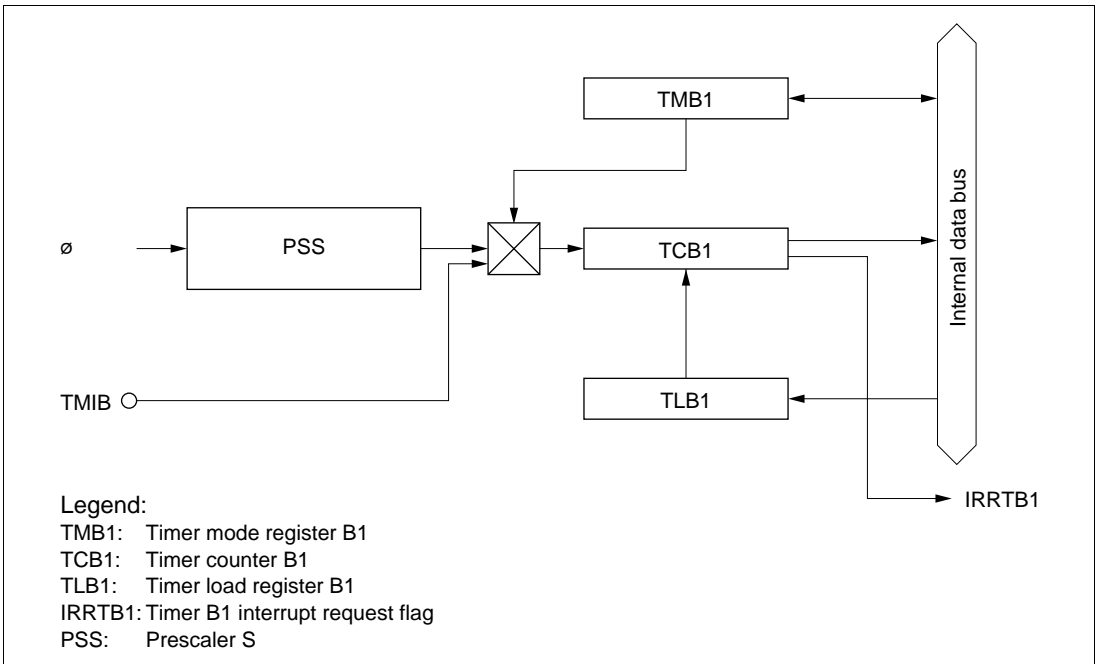 TMB1
ø
PSS
TCB1
Internal data bus
TMIB
TLB1
IRRTB1
Legend:
TMB1: Timer mode register B1
TCB1: Timer counter B1
TLB1: Timer load register B1
IRRTB1: Timer B1 interrupt request flag
PSS: Prescaler S